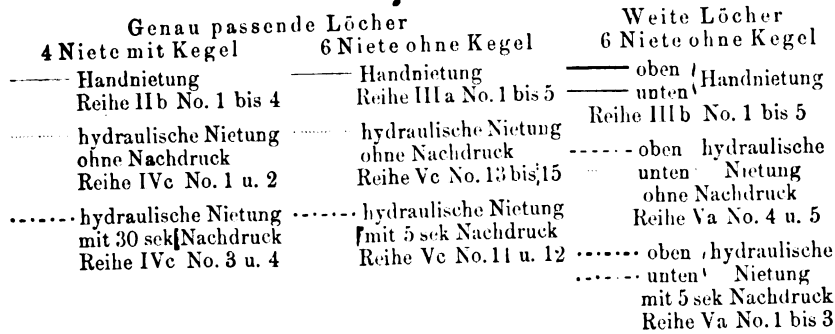 Genau passende Löcher
4 Niete mit Kegel
Handnietung
Reihe IIb No. 1 bis 4
hydraulische Nietung
ohne Nachdruck
Reihe IVc No. 1 u. 2
hydraulische Nietung
mit 30 sek Nachdruck
Reihe IVc No. 3 u. 4
6 Niete ohne Kegel
Handnietung
Reihe IIIa No. 1 bis 5
hydraulische Nietung
ohne Nachdruck
Reihe Vc No. 13 bis 15
hydraulische Nietung
mit 5 sek Nachdruck
Reihe Vc No. 11 u. 12
Weite Löcher
6 Niete ohne Kegel
oben
unten
Handnietung
Reihe IIIb No. 1 bis 5
oben hydraulische
unten Nietung
ohne Nachdruck
Reihe Va No. 4 u. 5
oben hydraulische
unten Nietung
mit 5 sek Nachdruck
Reihe Va No. 1 bis 3